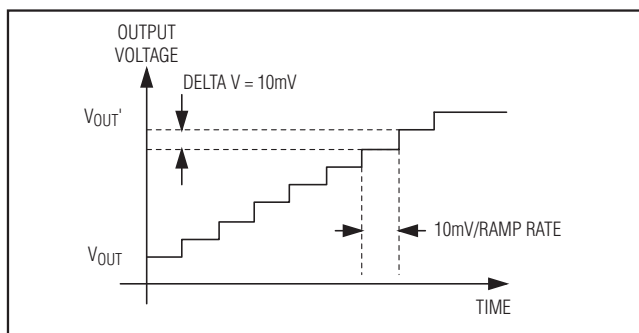 OUTPUT
VOLTAGE
DELTA V = 10mV
VOUT'
10mV/RAMP RATE
VOUT
TIME